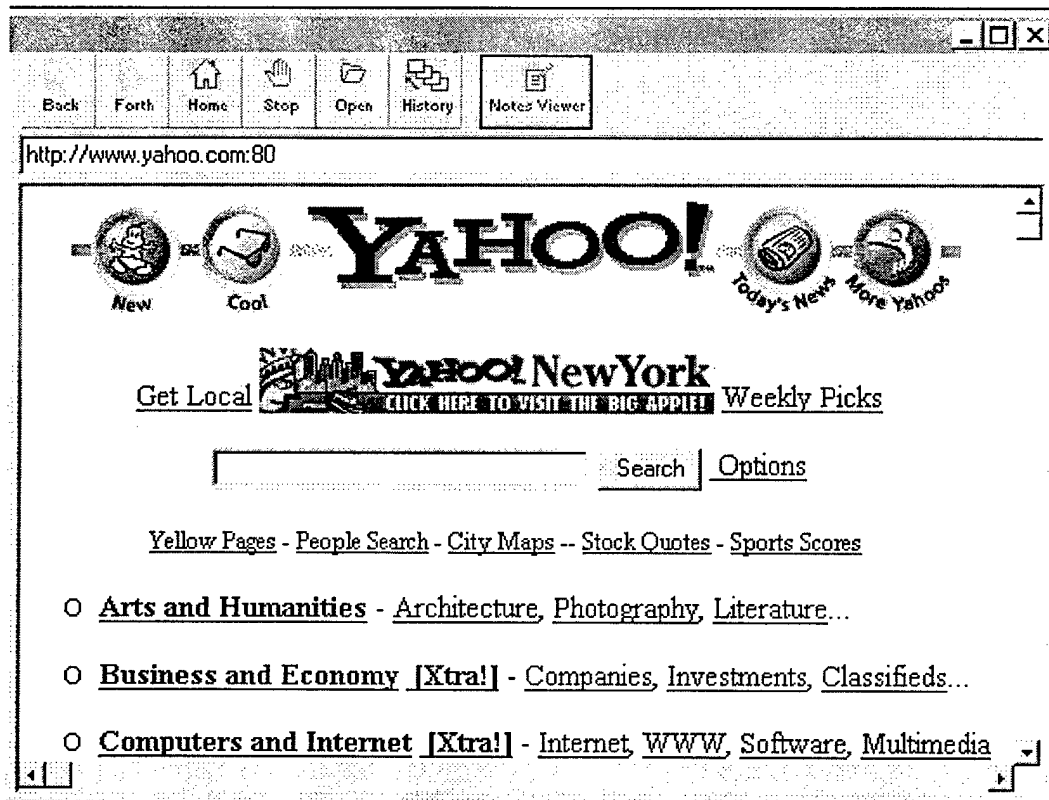 Back Forth Home Stop Open History Notes Viewer
http://www.yahoo.com:80
YAHOO!
New Cool Today's News More Yahoos
YAHOO! New York
Get Local CLICK HERE TO VISIT THE BIG APPLE! Weekly Picks
Search Options
Yellow Pages - People Search - City Maps -- Stock Quotes - Sports Scores
O Arts and Humanities - Architecture, Photography, Literature...
O Business and Economy [Xtra!] - Companies, Investments, Classifieds...
O Computers and Internet [Xtra!] - Internet, WWW, Software, Multimedia